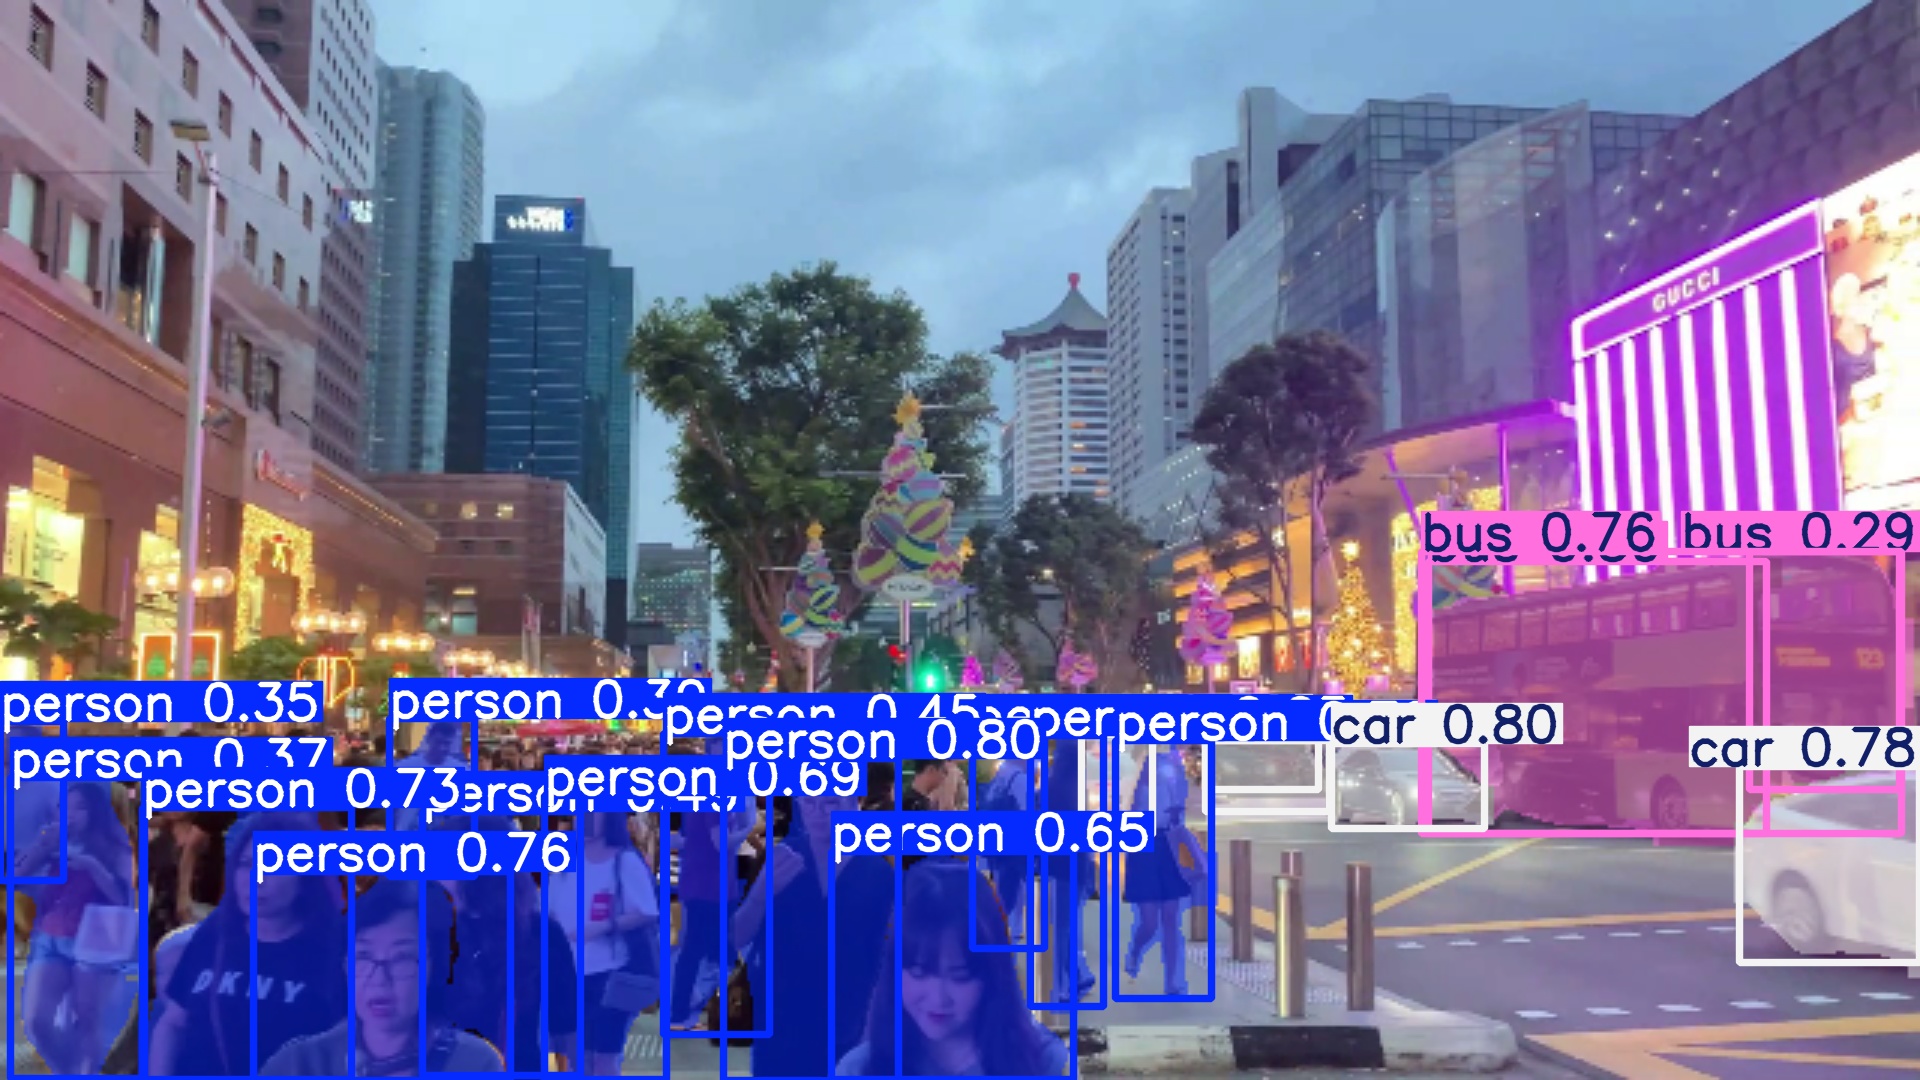 GUCCI
bus 0.76
bus 0.29
123
person 0.35
person 0.3
person 0.45
person
car 0.80
person 0.37
person 0.80
car 0.78
person 0.73
person 0.69
person 0.65
person 0.76
DKNY